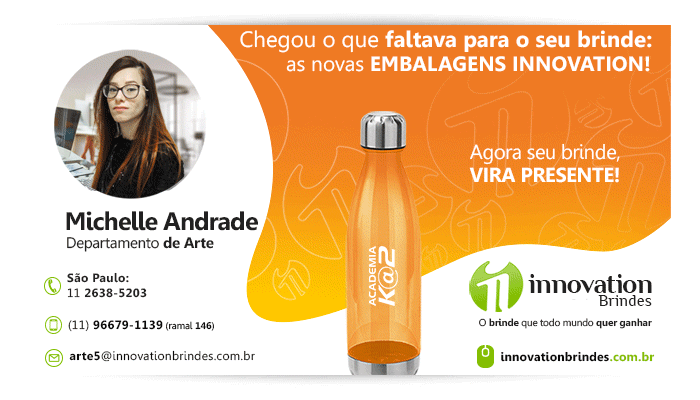 Chegou o que faltava para o seu brinde:
as novas EMBALAGENS INNOVATION!
Agora seu brinde,
VIRA PRESENTE!
Michelle Andrade
Departamento de Arte
São Paulo:
11 2638-5203
(11) 96679-1139 (ramal 146)
arte5@innovationbrindes.com.br
ACADEMIA
K@2
innovation
Brindes
O brinde que todo mundo quer ganhar
innovationbrindes.com.br